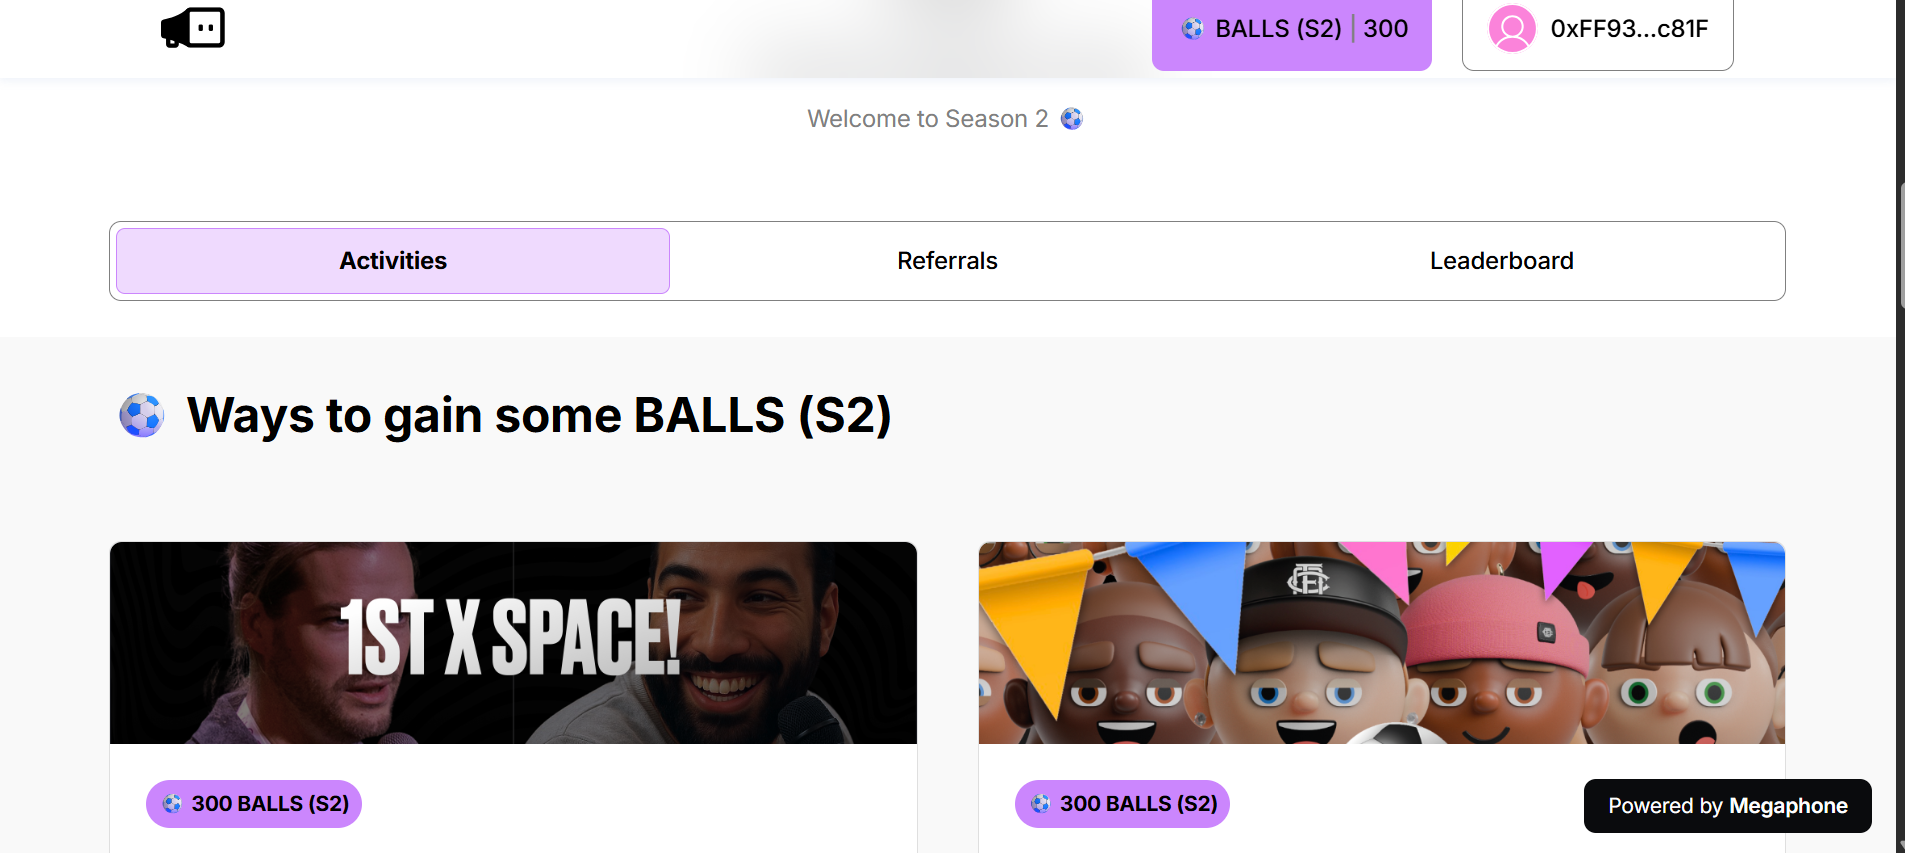 BALLS (S2) | 300
0xFF93...c81F
Welcome to Season 2
Activities
Referrals
Leaderboard
Ways to gain some BALLS (S2)
1ST X SPACE!
300 BALLS (S2)
300 BALLS (S2)
Powered by Megaphone